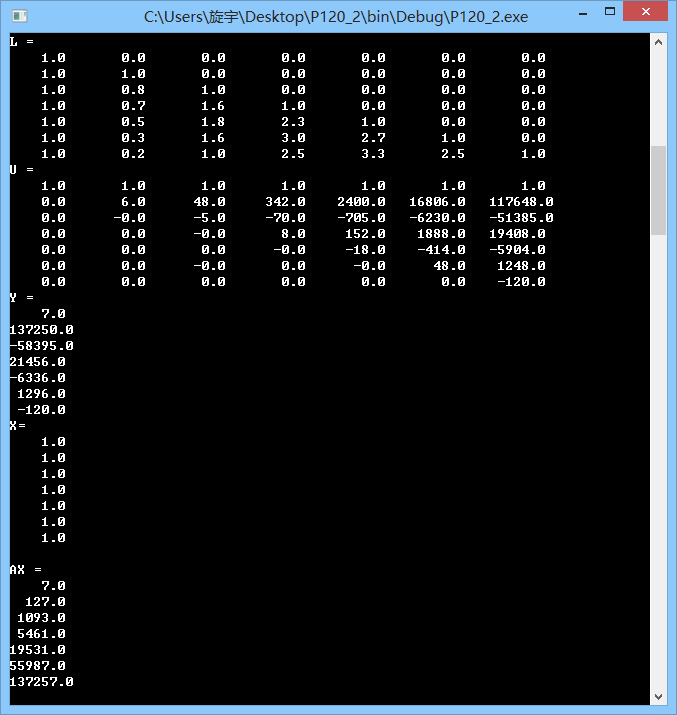 C:\Users\旋宇\Desktop\P120_2\bin\Debug\P120_2.exe
L =
1.0 0.0 0.0 0.0 0.0 0.0 0.0
1.0 1.0 0.0 0.0 0.0 0.0 0.0
1.0 0.8 1.0 0.0 0.0 0.0 0.0
1.0 0.7 1.6 1.0 0.0 0.0 0.0
1.0 0.5 1.8 2.3 1.0 0.0 0.0
1.0 0.3 1.6 3.0 2.7 1.0 0.0
1.0 0.2 1.0 2.5 3.3 2.5 1.0
U =
1.0 1.0 1.0 1.0 1.0 1.0 1.0
0.0 6.0 48.0 342.0 2400.0 16806.0 117648.0
0.0 -0.0 -5.0 -70.0 -705.0 -6230.0 -51385.0
0.0 0.0 -0.0 8.0 152.0 1888.0 19408.0
0.0 0.0 0.0 -0.0 -18.0 -414.0 -5904.0
0.0 0.0 -0.0 0.0 -0.0 48.0 1248.0
0.0 0.0 0.0 0.0 0.0 0.0 -120.0
Y =
7.0
137250.0
-58395.0
21456.0
-6336.0
1296.0
-120.0
X=
1.0
1.0
1.0
1.0
1.0
1.0
1.0
AX =
7.0
127.0
1093.0
5461.0
19531.0
55987.0
137257.0